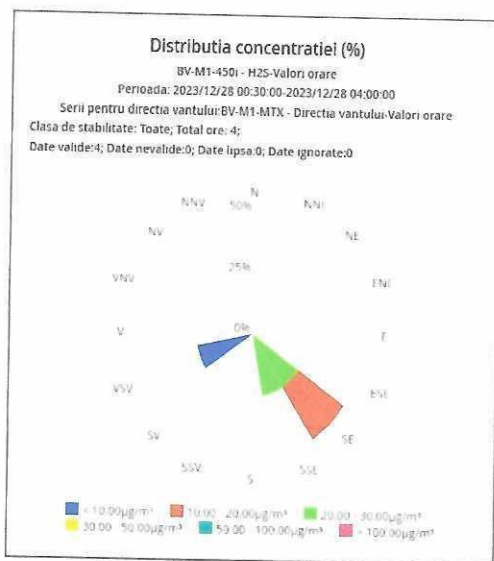 Distributia concentratiei (%)
BV-M1-450i - H2S-Valori orare
Perioada: 2023/12/28 00:30:00-2023/12/28 04:00:00
Serii pentru directia vantului:BV-M1-MTX - Directia vantului-Valori orare
Clasa de stabilitate: Toate; Total ore: 4;
Date valide:4; Date nevalide:0; Date lipsa:0; Date ignorate:0
N
NNV 50% NNE
NV NE
25%
VNV ENE
V 0% E
VSV ESE
SV SE
SSV SSE
S
< 10.00µg/m³ 10.00 - 20.00µg/m³ 20.00 - 30.00µg/m³
30.00 - 50.00µg/m³ 50.00 - 100.00µg/m³ > 100.00µg/m³